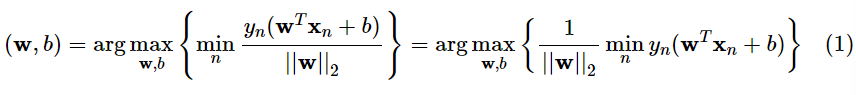 (w, b) = arg max_{w,b} { min_n y_n(w^T x_n + b) / ||w||_2 } = arg max_{w,b} { 1 / ||w||_2 min_n y_n(w^T x_n + b) } (1)